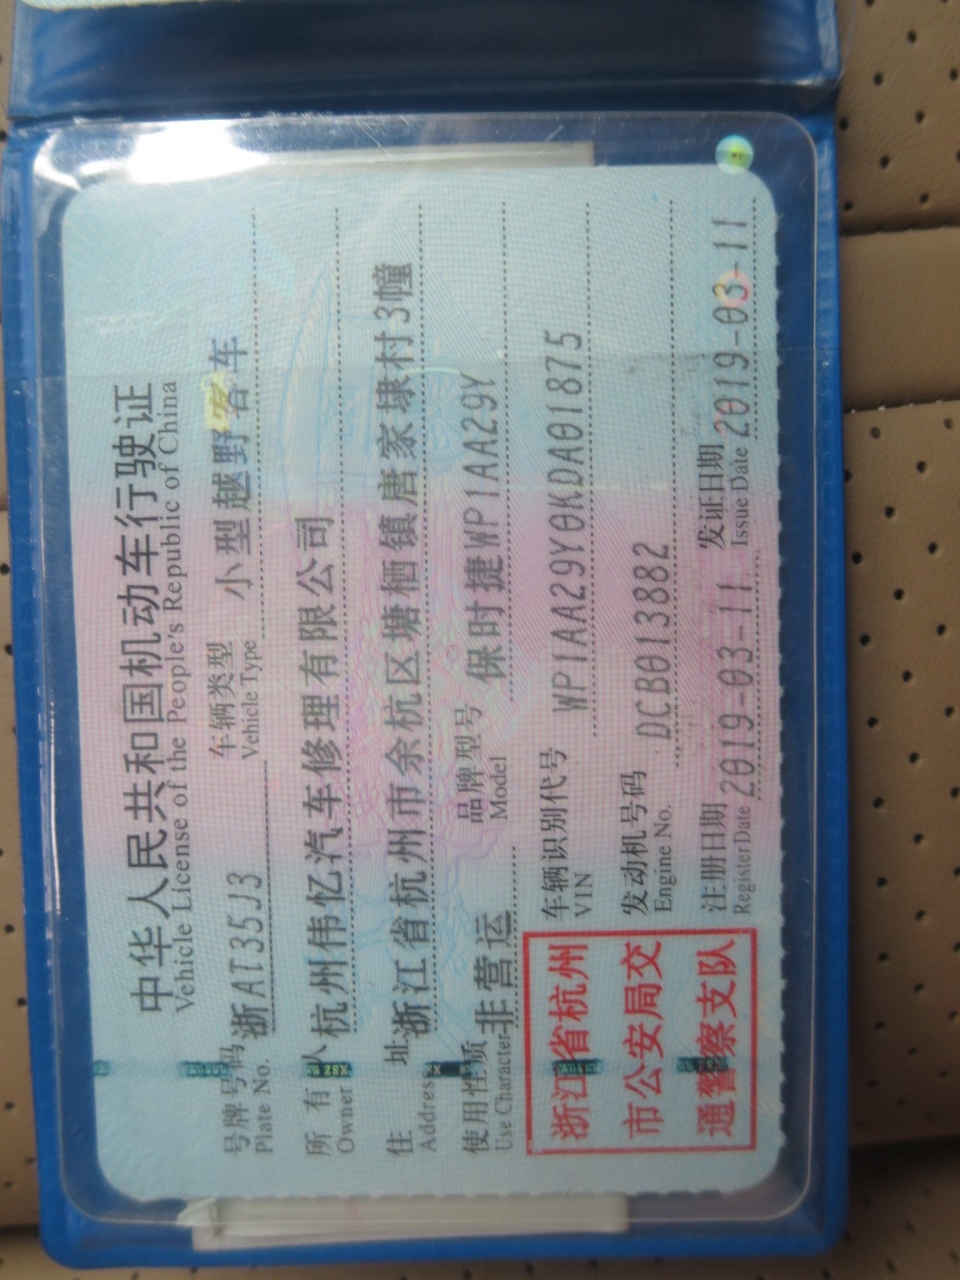 中华人民共和国机动车行驶证
Vehicle License of the People's Republic of China
号牌号码 浙AT35J3 车辆类型 小型越野客车
Plate No. Vehicle Type
所有人 杭州伟忆汽车修理有限公司
Owner
住址 浙江省杭州市余杭区塘栖镇唐家埭村3幢
Address
使用性质 非营运 品牌型号 保时捷WP1AA29Y
Use Character Model
浙江省杭州
市公安局交
通警察支队
车辆识别代号 WP1AA29Y0KDA01875
VIN
发动机号码 DCB013882
Engine No.
注册日期 2019-03-11 发证日期 2019-03-11
Register Date Issue Date